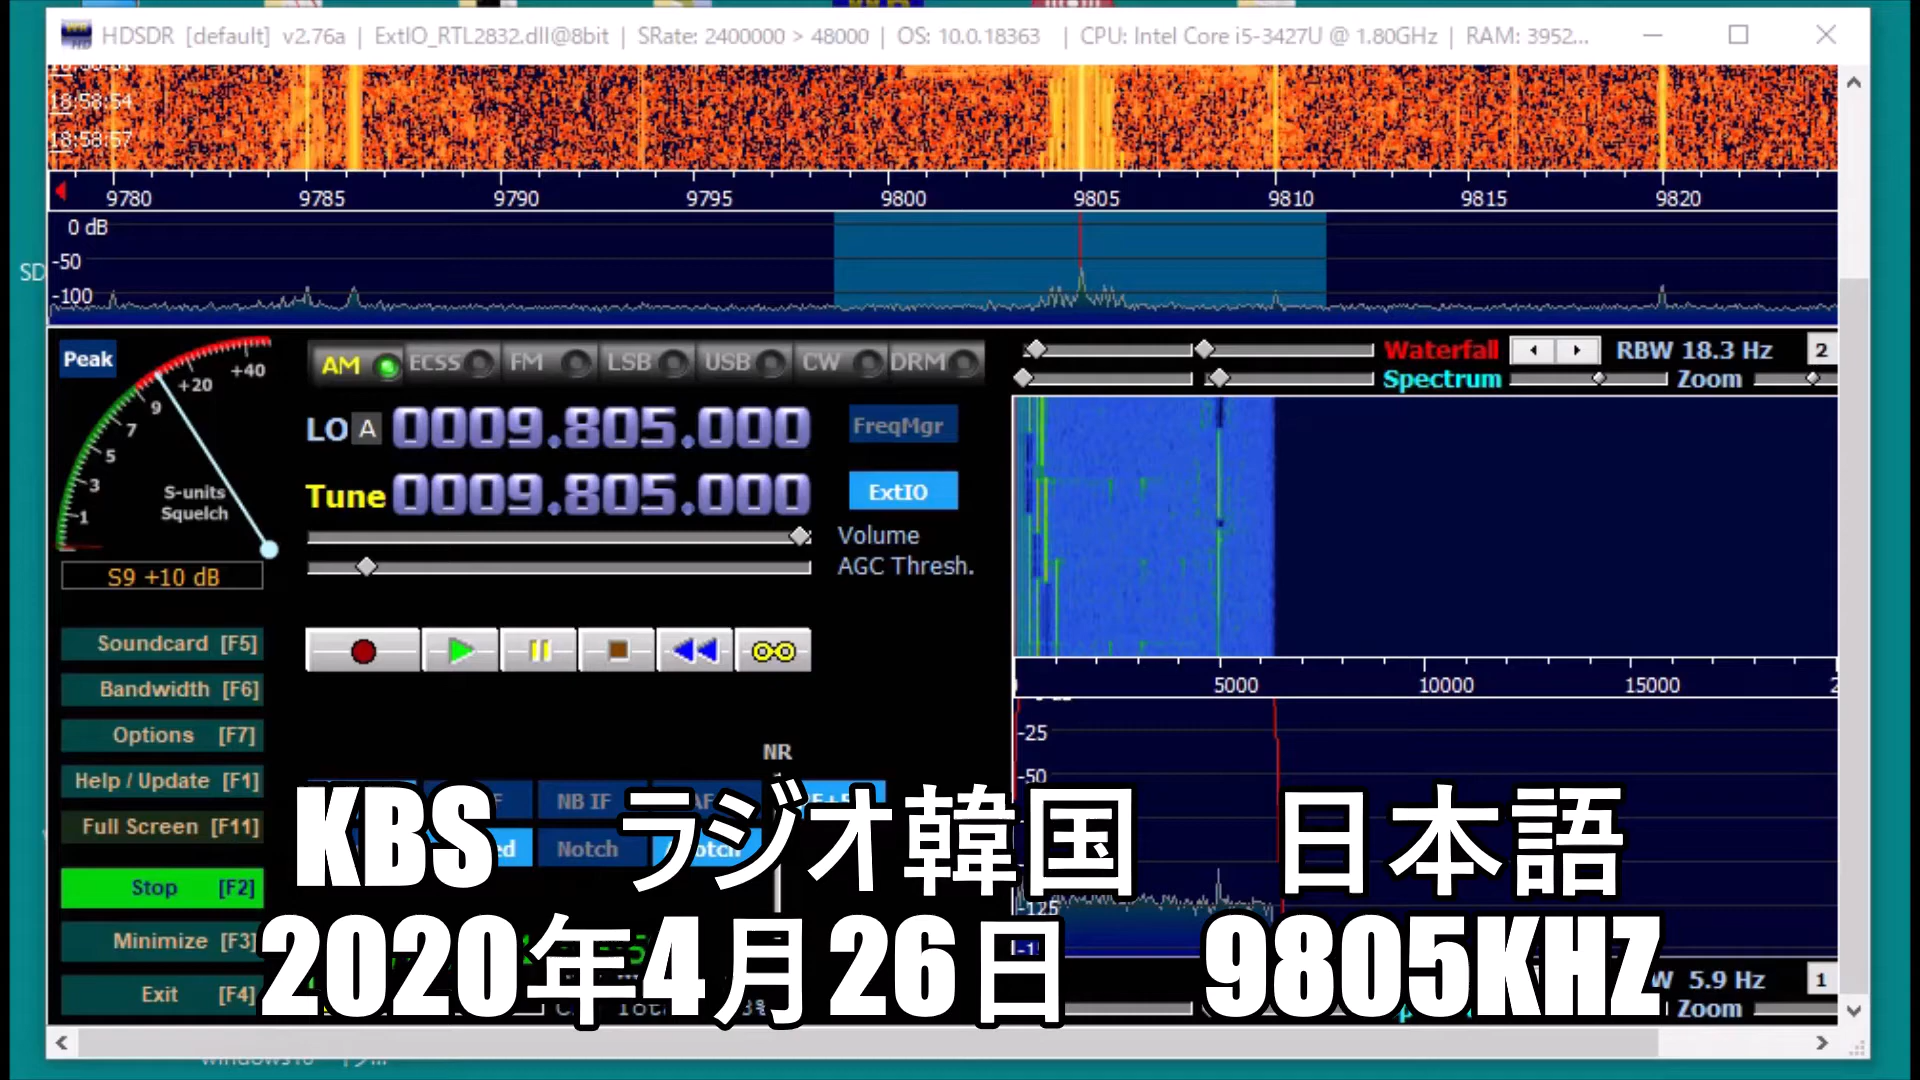 HDSDR [default] v2.76a | ExtIO_RTL2832.dll@8bit | SRate: 2400000 > 48000 | OS: 10.0.18363 | CPU: Intel Core i5-3427U @ 1.80GHz | RAM: 3952...
18:58:54
18:58:57
9780 9785 9790 9795 9800 9805 9810 9815 9820
0 dB
-50
-100
SD
Peak
1 3 5 7 9 +20 +40
S-units
Squelch
S9 +10 dB
AM ECSS FM LSB USB CW DRM
LO A 0009.805.000
FreqMgr
Tune 0009.805.000
ExtIO
Volume
AGC Thresh.
Waterfall RBW 18.3 Hz 2
Spectrum Zoom
Soundcard [F5]
Bandwidth [F6]
Options [F7]
Help / Update [F1]
Full Screen [F11]
Stop [F2]
Minimize [F3]
Exit [F4]
NR
NB IF
Notch
5000 10000 15000
-25
-50
-125
5.9 Hz 1
Zoom
KBS ラジオ韓国 日本語
2020年4月26日 9805KHZ